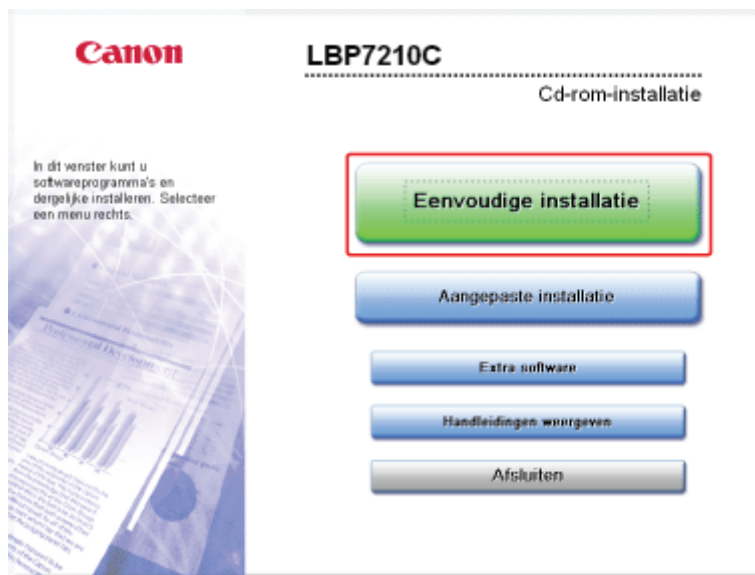 Canon
LBP7210C
Cd-rom-installatie
In dit venster kunt u
softwareprogramma's en
dergelijke installeren. Selecteer
een menu rechts.
Eenvoudige installatie
Aangepaste installatie
Extra software
Handleidingen weergeven
Afsluiten